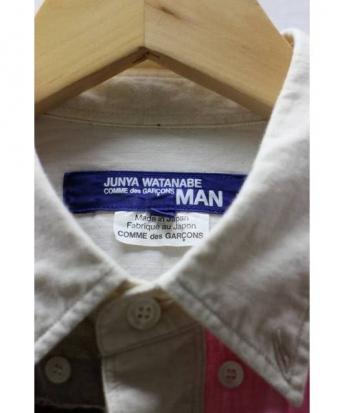 JUNYA WATANABE
COMME des GARÇONS MAN
Made in Japan
Fabriqué au Japon
COMME des GARÇONS